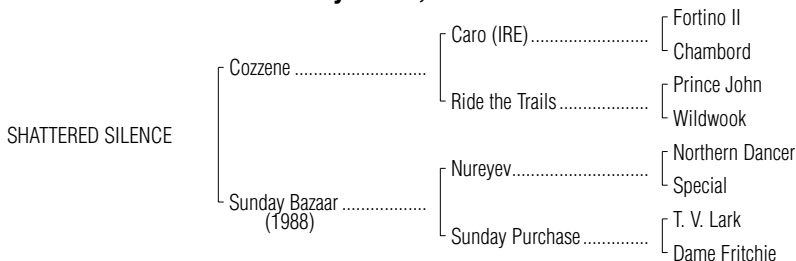 Fortino II
Caro (IRE)..........................
Chambord
Cozzene .............................
Prince John
Ride the Trails....................
Wildwook
SHATTERED SILENCE
Northern Dancer
Nureyev..............................
Special
Sunday Bazaar ..................
(1988)
T. V. Lark
Sunday Purchase..............
Dame Fritchie